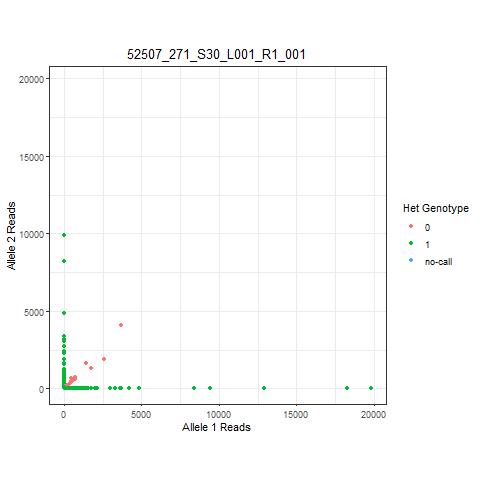 52507_271_S30_L001_R1_001
20000
15000
10000
5000
0
Allele 2 Reads
0 5000 10000 15000 20000
Allele 1 Reads
Het Genotype
0
1
no-call